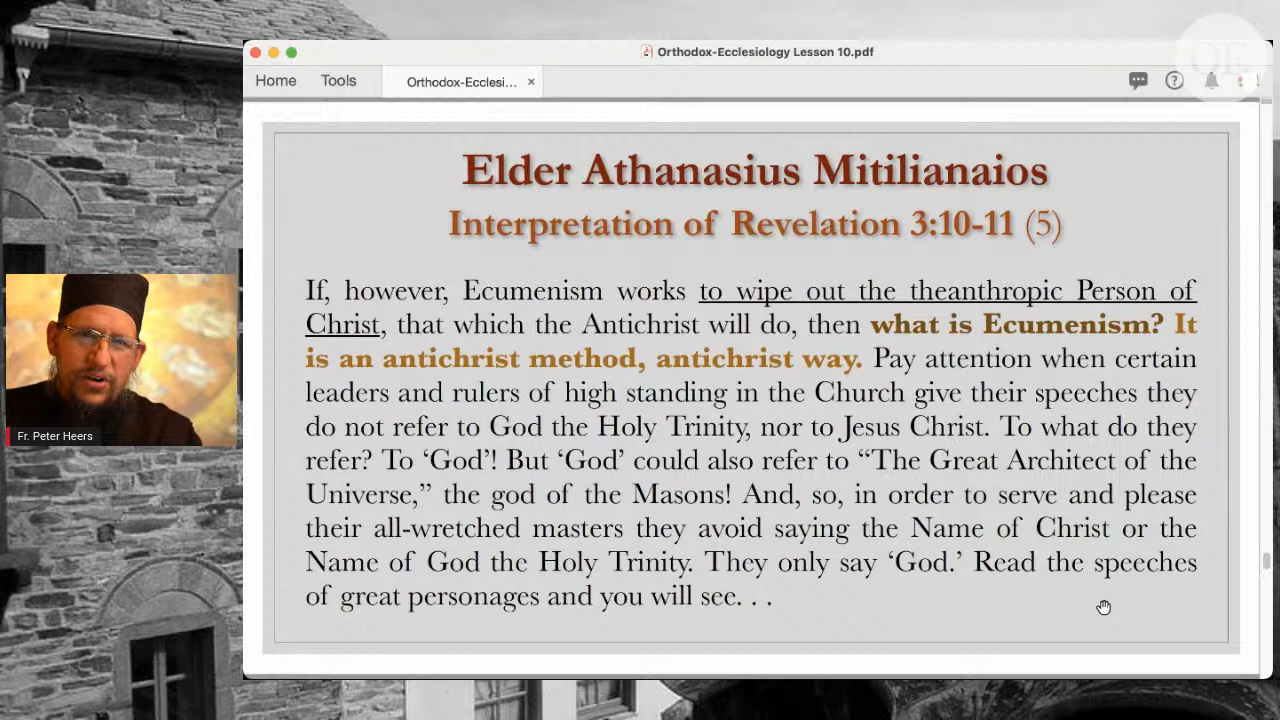 Orthodox-Ecclesiology Lesson 10.pdf
Home Tools Orthodox-Ecclesi... ×
Elder Athanasius Mitilianaios
Interpretation of Revelation 3:10-11 (5)
If, however, Ecumenism works to wipe out the theanthropic Person of
Christ, that which the Antichrist will do, then what is Ecumenism? It
is an antichrist method, antichrist way. Pay attention when certain
leaders and rulers of high standing in the Church give their speeches they
do not refer to God the Holy Trinity, nor to Jesus Christ. To what do they
refer? To ‘God’! But ‘God’ could also refer to “The Great Architect of the
Universe,” the god of the Masons! And, so, in order to serve and please
their all-wretched masters they avoid saying the Name of Christ or the
Name of God the Holy Trinity. They only say ‘God.’ Read the speeches
of great personages and you will see. . .
Fr. Peter Heers